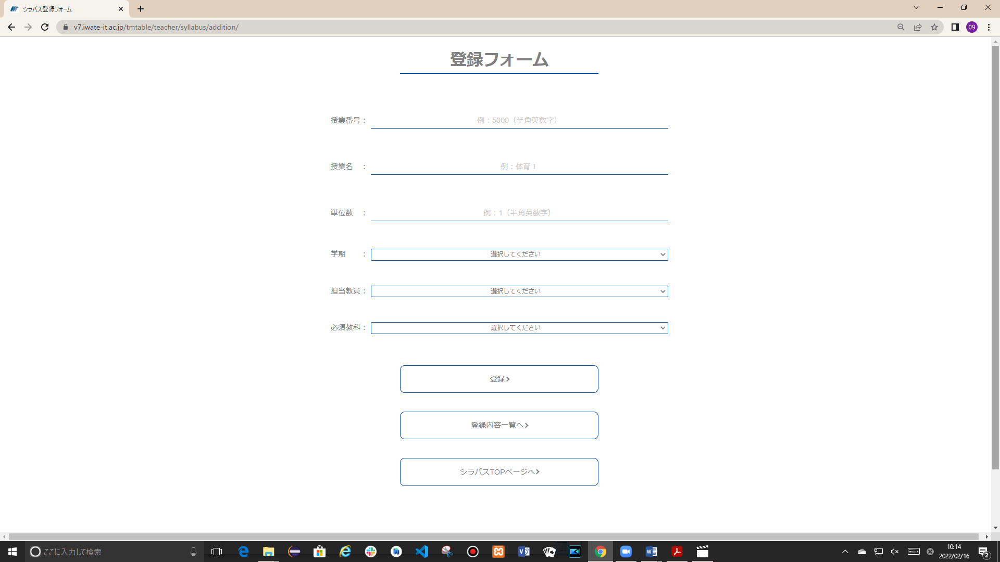 シラバス登録フォーム
v7.iwate-it.ac.jp/tmtable/teacher/syllabus/addition/
09
登録フォーム
授業番号： 例：5000（半角英数字）
授業名　： 例：体育Ⅰ
単位数　： 例：1（半角英数字）
学期　　： 選択してください
担当教員： 選択してください
必須教科： 選択してください
登録
登録内容一覧へ
シラバスTOPページへ
ここに入力して検索
10:14
2022/02/16
2